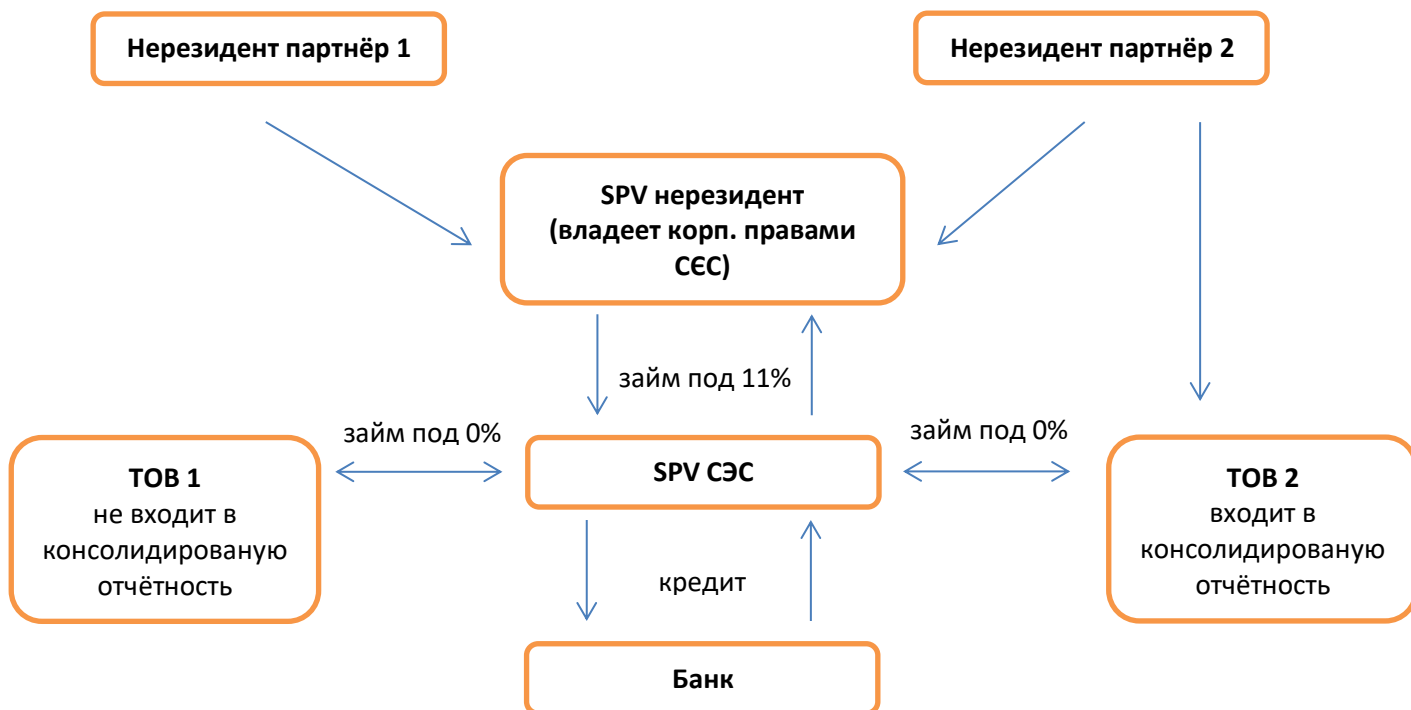 Нерезидент партнёр 1
Нерезидент партнёр 2
SPV нерезидент
(владеет корп. правами
СЄС)
займ под 11%
займ под 0%
займ под 0%
ТОВ 1
не входит в
консолидированую
отчётность
SPV СЭС
ТОВ 2
входит в
консолидированую
отчётность
кредит
Банк